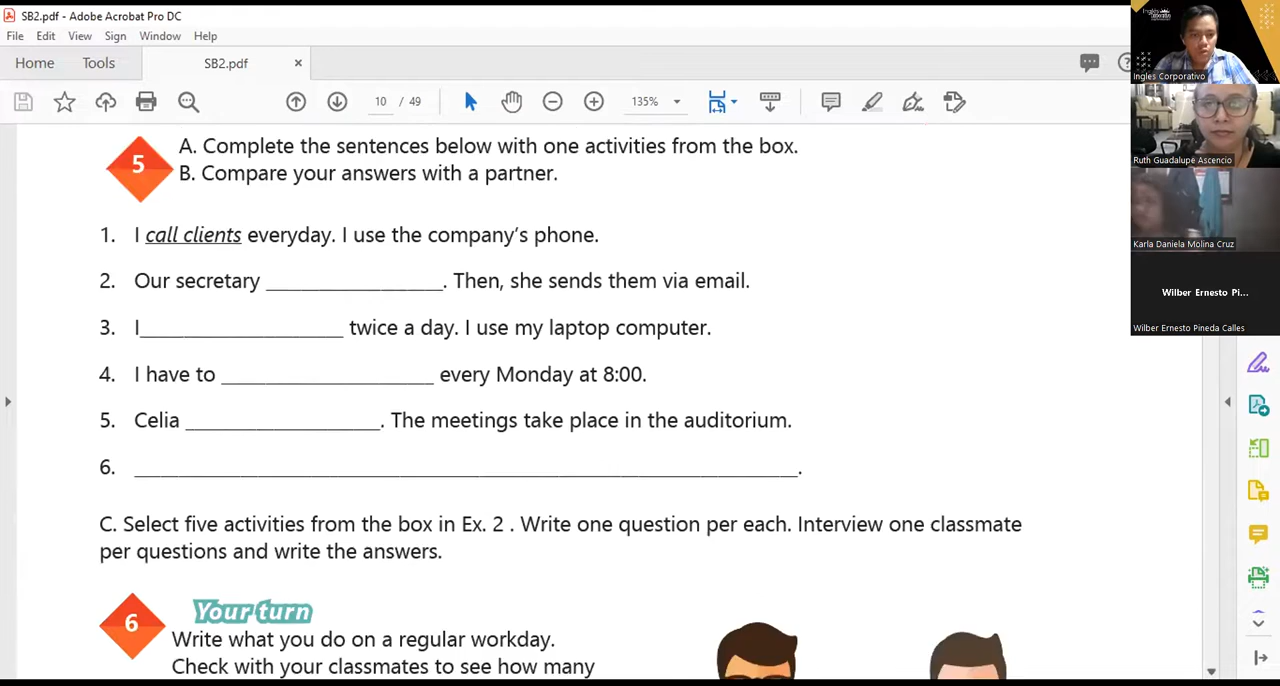 SB2.pdf - Adobe Acrobat Pro DC
File Edit View Sign Window Help
Home Tools SB2.pdf ×
10 / 49 135%
5
A. Complete the sentences below with one activities from the box.
B. Compare your answers with a partner.
1. I call clients everyday. I use the company's phone.
2. Our secretary ________________. Then, she sends them via email.
3. I___________________ twice a day. I use my laptop computer.
4. I have to ____________________ every Monday at 8:00.
5. Celia __________________. The meetings take place in the auditorium.
6. ______________________________________________________________.
C. Select five activities from the box in Ex. 2 . Write one question per each. Interview one classmate
per questions and write the answers.
6
Your turn
Write what you do on a regular workday.
Check with your classmates to see how many
Ingles Corporativo
Ruth Guadalupe Ascencio
Karla Daniela Molina Cruz
Wilber Ernesto Pi...
Wilber Ernesto Pineda Calles